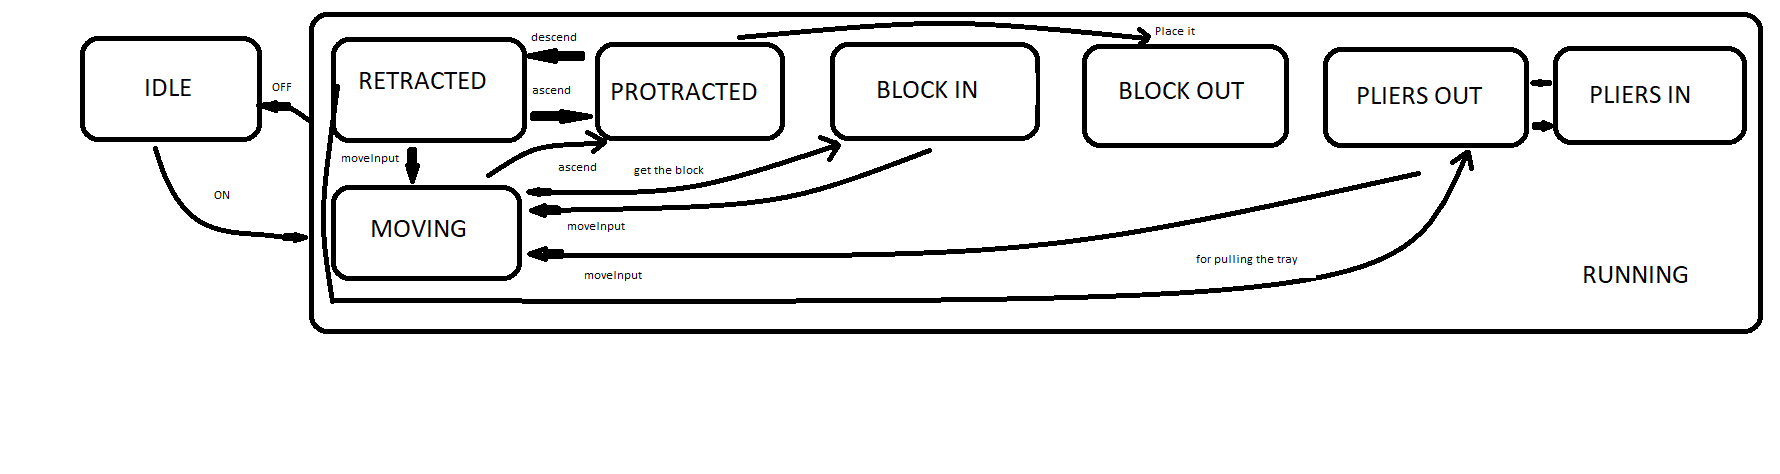 IDLE
OFF
ON
RETRACTED
descend
ascend
PROTRACTED
BLOCK IN
Place it
BLOCK OUT
PLIERS OUT
PLIERS IN
moveInput
ascend
get the block
MOVING
moveInput
moveInput
for pulling the tray
RUNNING